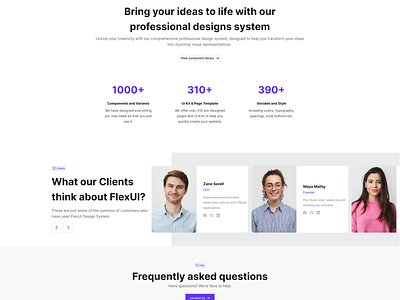 Bring your ideas to life with our
professional designs system
Unlock your creativity with our comprehensive professional design system, designed to help you transform your ideas
into stunning visual representations.
View component library
1000+
310+
390+
Components and Variants
UI Kit & Page Template
Variable and Style
We have designed everything
you may need so that you just
use it
We offer over 310 pre-designed
pages and UI kits to help you
quickly create your website
Including colors, typography,
spacings, style buttons etc.
Clients
What our Clients
think about FlexUI?
These are just some of the opinions of customers who
have used FlexUI Design System
Zane Sorell
CEO
Maya Mathy
Founder
Frequently asked questions
Have questions? We're here to help.
contact us